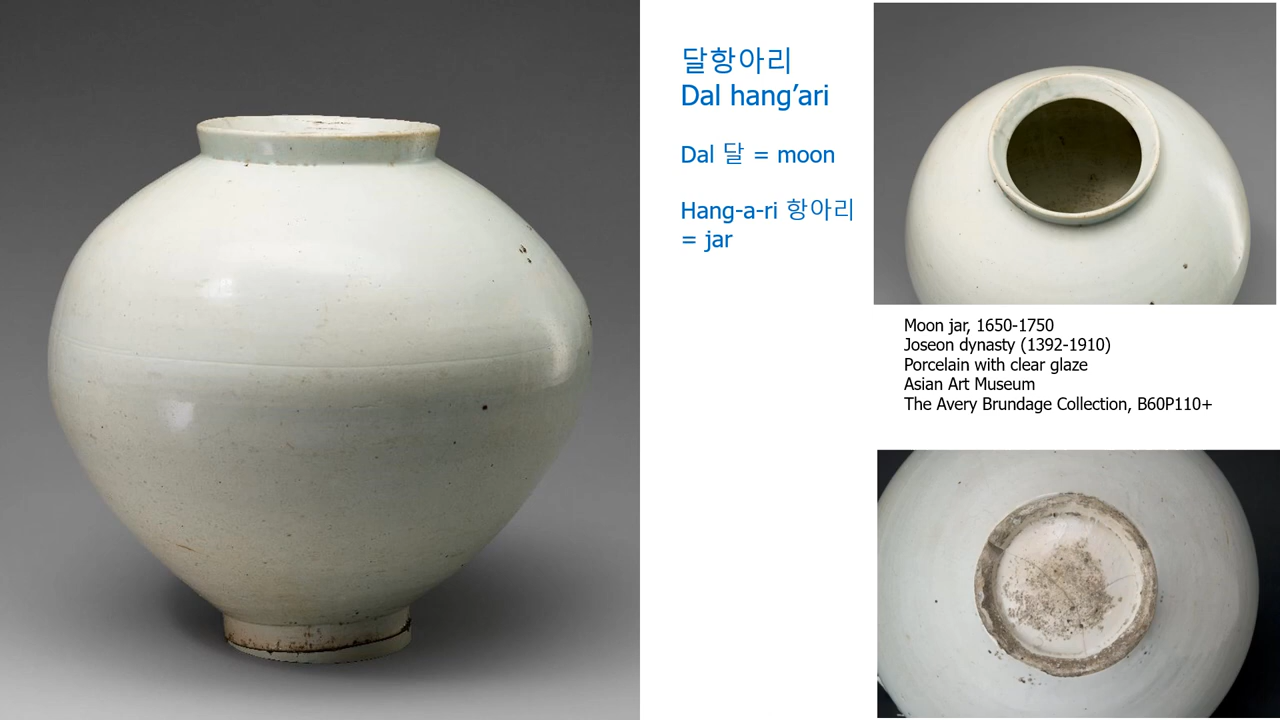 달항아리
Dal hang’ari
Dal 달 = moon
Hang-a-ri 항아리
= jar
Moon jar, 1650-1750
Joseon dynasty (1392-1910)
Porcelain with clear glaze
Asian Art Museum
The Avery Brundage Collection, B60P110+